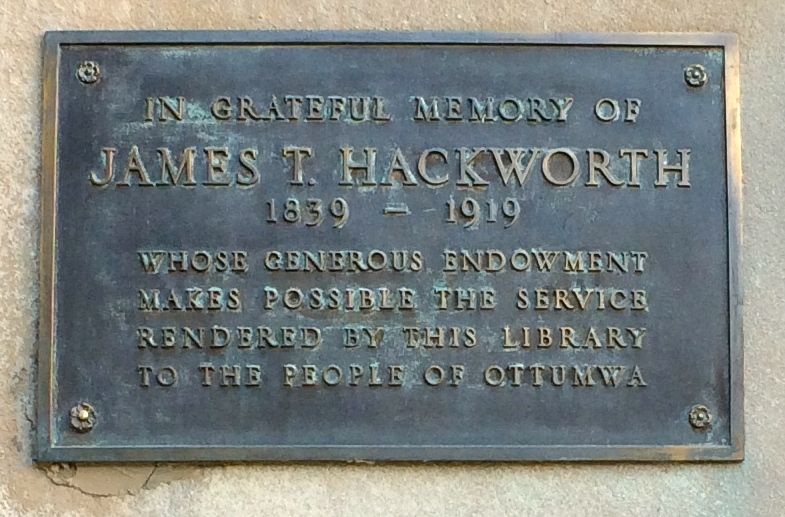 IN GRATEFUL MEMORY OF
JAMES T. HACKWORTH
1839 – 1919
WHOSE GENEROUS ENDOWMENT
MAKES POSSIBLE THE SERVICE
RENDERED BY THIS LIBRARY
TO THE PEOPLE OF OTTUMWA